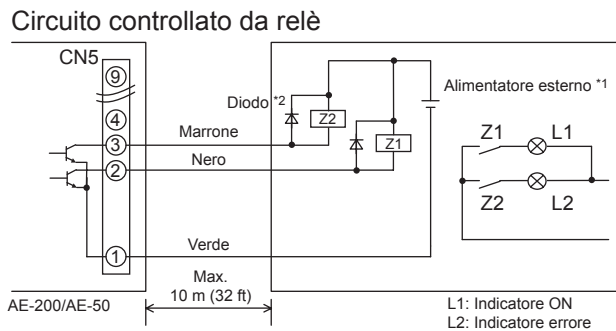 Circuito controllato da relè
CN5
9
4
3
2
1
Marrone
Nero
Verde
Max.
10 m (32 ft)
AE-200/AE-50
Diodo *2
Z2
Z1
Alimentatore esterno *1
Z1
L1
Z2
L2
L1: Indicatore ON
L2: Indicatore errore